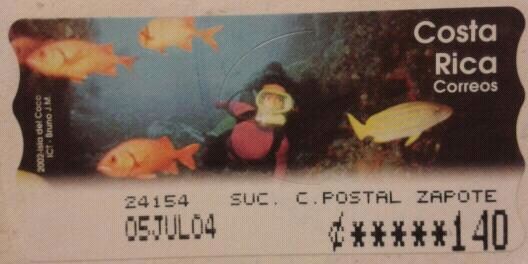 Costa
Rica
Correos
2002-Isla del Coco
ICT - Bruno J.M.
24154 SUC. C.POSTAL ZAPOTE
05JUL04 ₡*****140